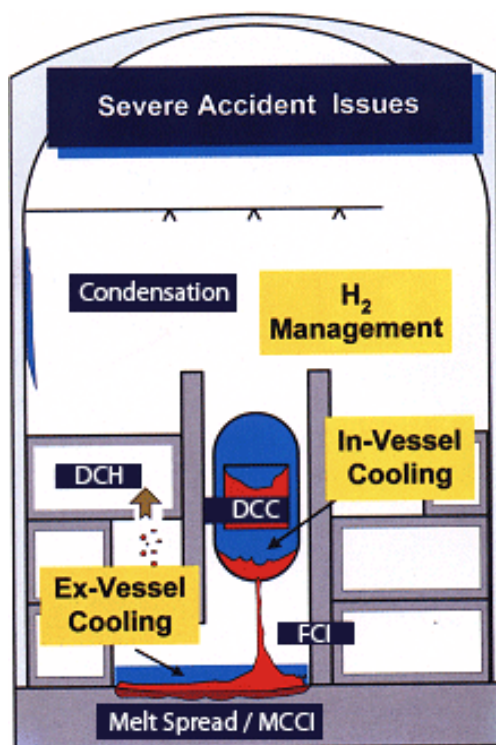 Severe Accident Issues
Condensation
H₂
Management
In-Vessel
Cooling
DCH
DCC
Ex-Vessel
Cooling
FCI
Melt Spread / MCCI